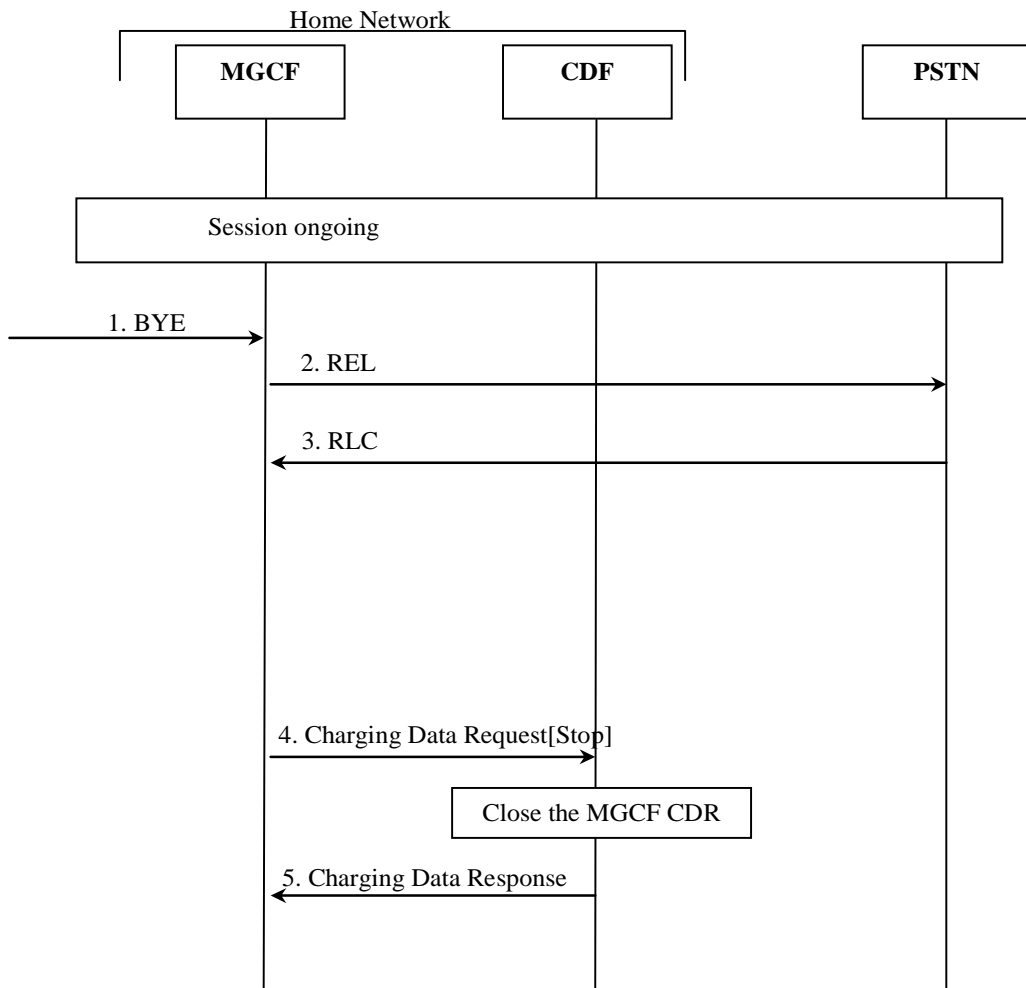 Home Network
MGCF
CDF
PSTN
Session ongoing
1. BYE
2. REL
3. RLC
4. Charging Data Request[Stop]
Close the MGCF CDR
5. Charging Data Response